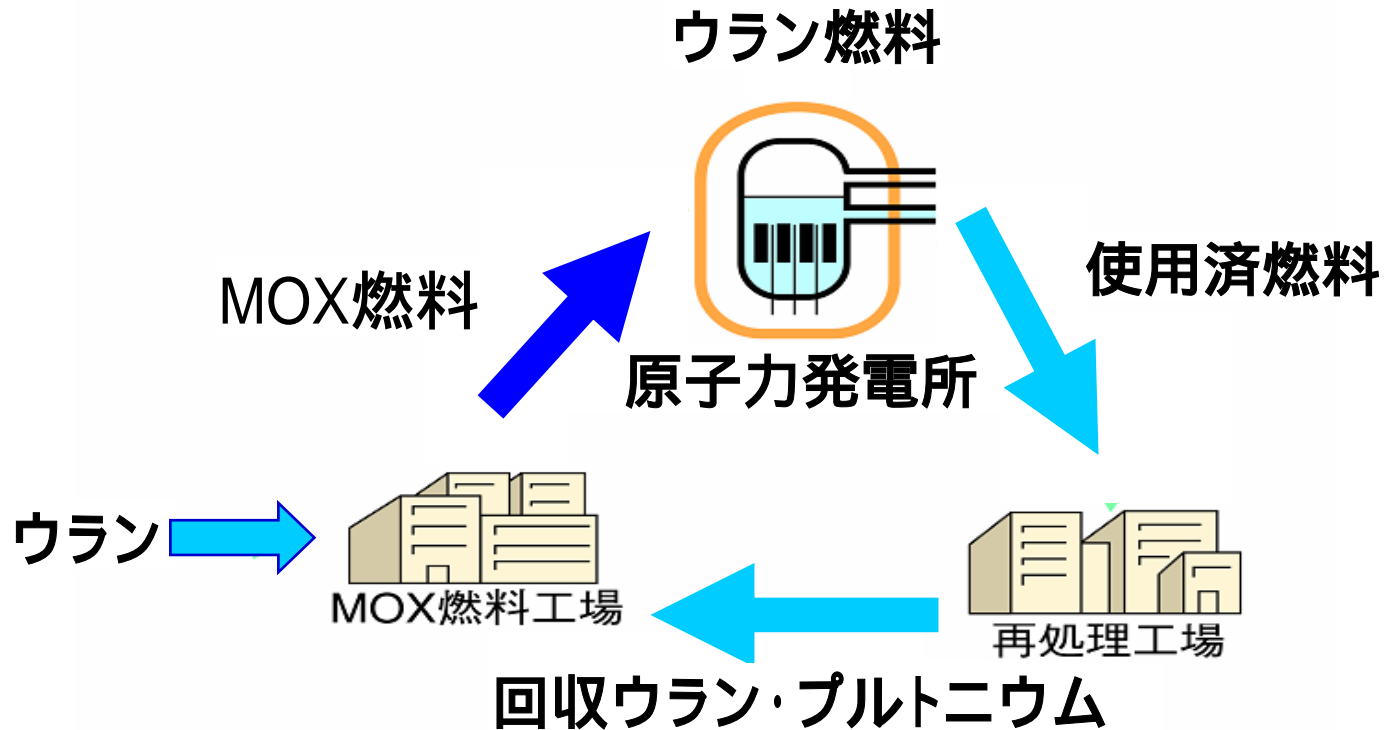 ウラン燃料
使用済燃料
MOX燃料
原子力発電所
ウラン
MOX燃料工場
再処理工場
回収ウラン・プルトニウム